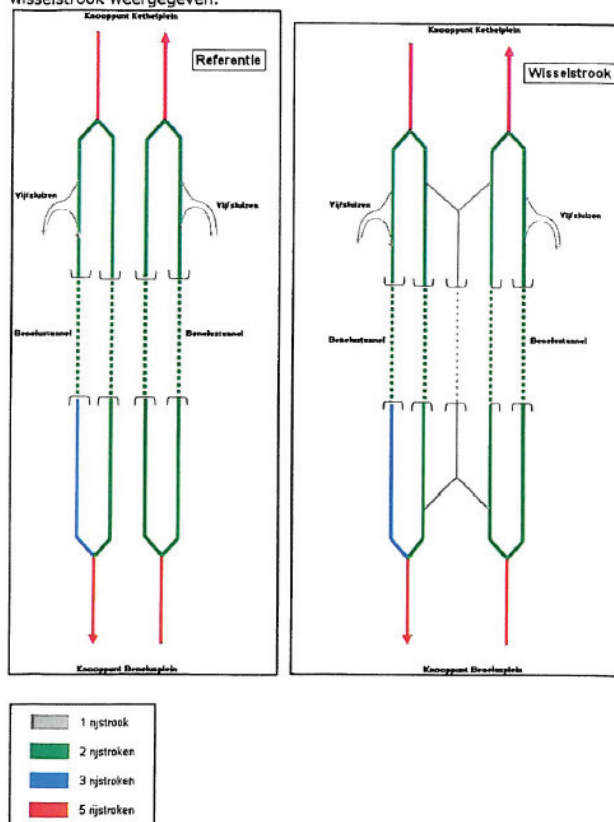 wisselstrook weergegeven.
Knooppunt Kethelplein
Referentie
Vijfsluizen
Vijfsluizen
Beneluxtunnel
Beneluxtunnel
Knooppunt Beneluxplein
Knooppunt Kethelplein
Wisselstrook
Vijfsluizen
Vijfsluizen
Beneluxtunnel
Beneluxtunnel
Knooppunt Beneluxplein
1 rijstrook
2 rijstroken
3 rijstroken
5 rijstroken